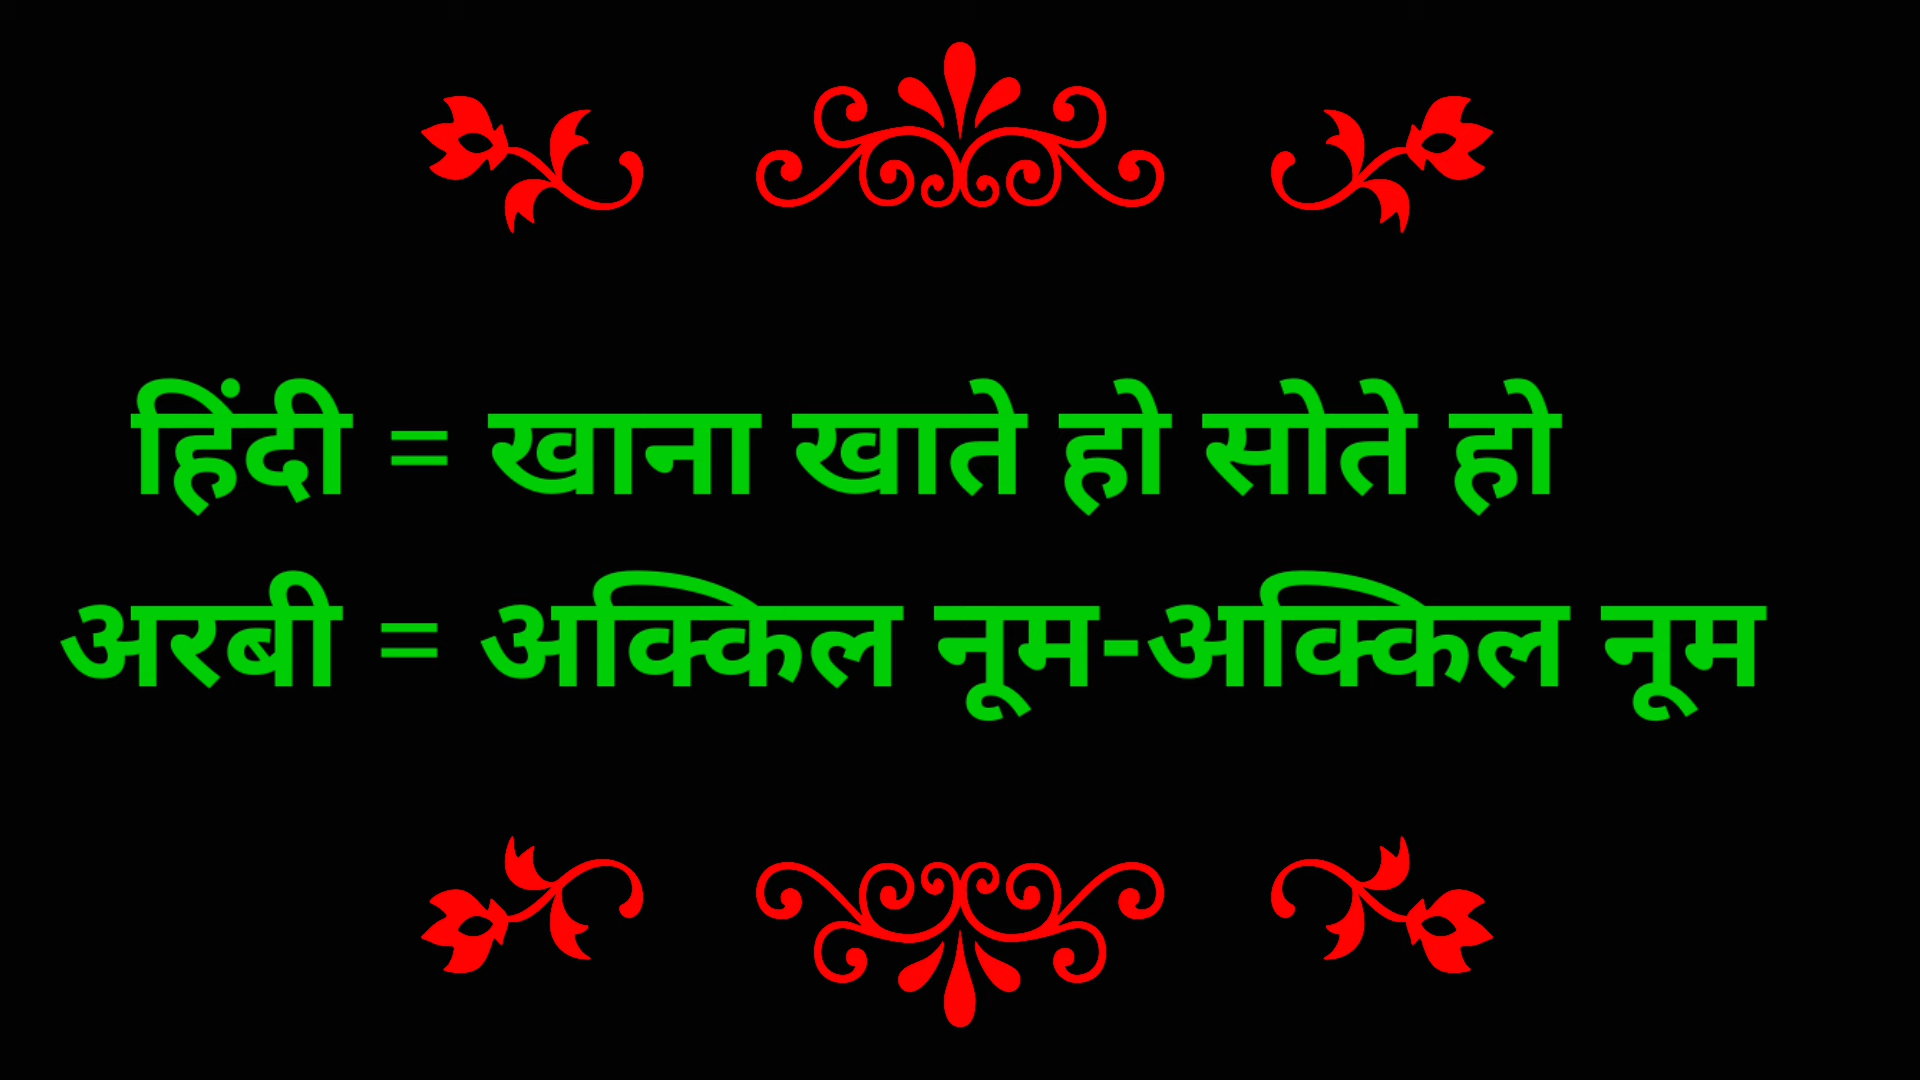 हिंदी = खाना खाते हो सोते हो
अरबी = अक्किल नूम-अक्किल नूम